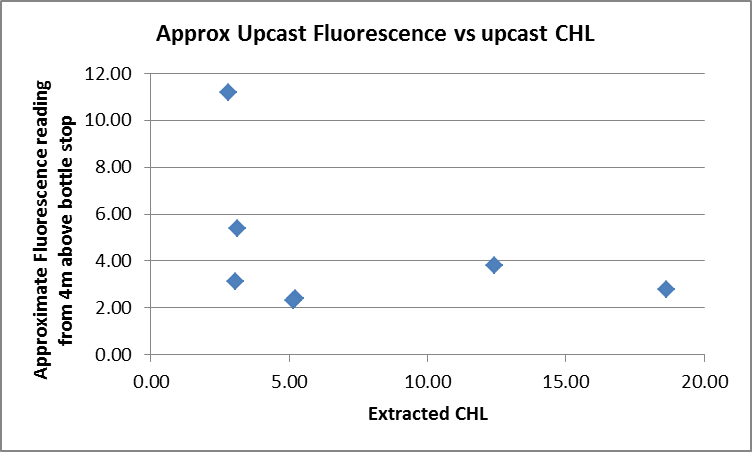 Approx Upcast Fluorescence vs upcast CHL
Approximate Fluorescence reading
from 4m above bottle stop
12.00
10.00
8.00
6.00
4.00
2.00
0.00
0.00 5.00 10.00 15.00 20.00
Extracted CHL